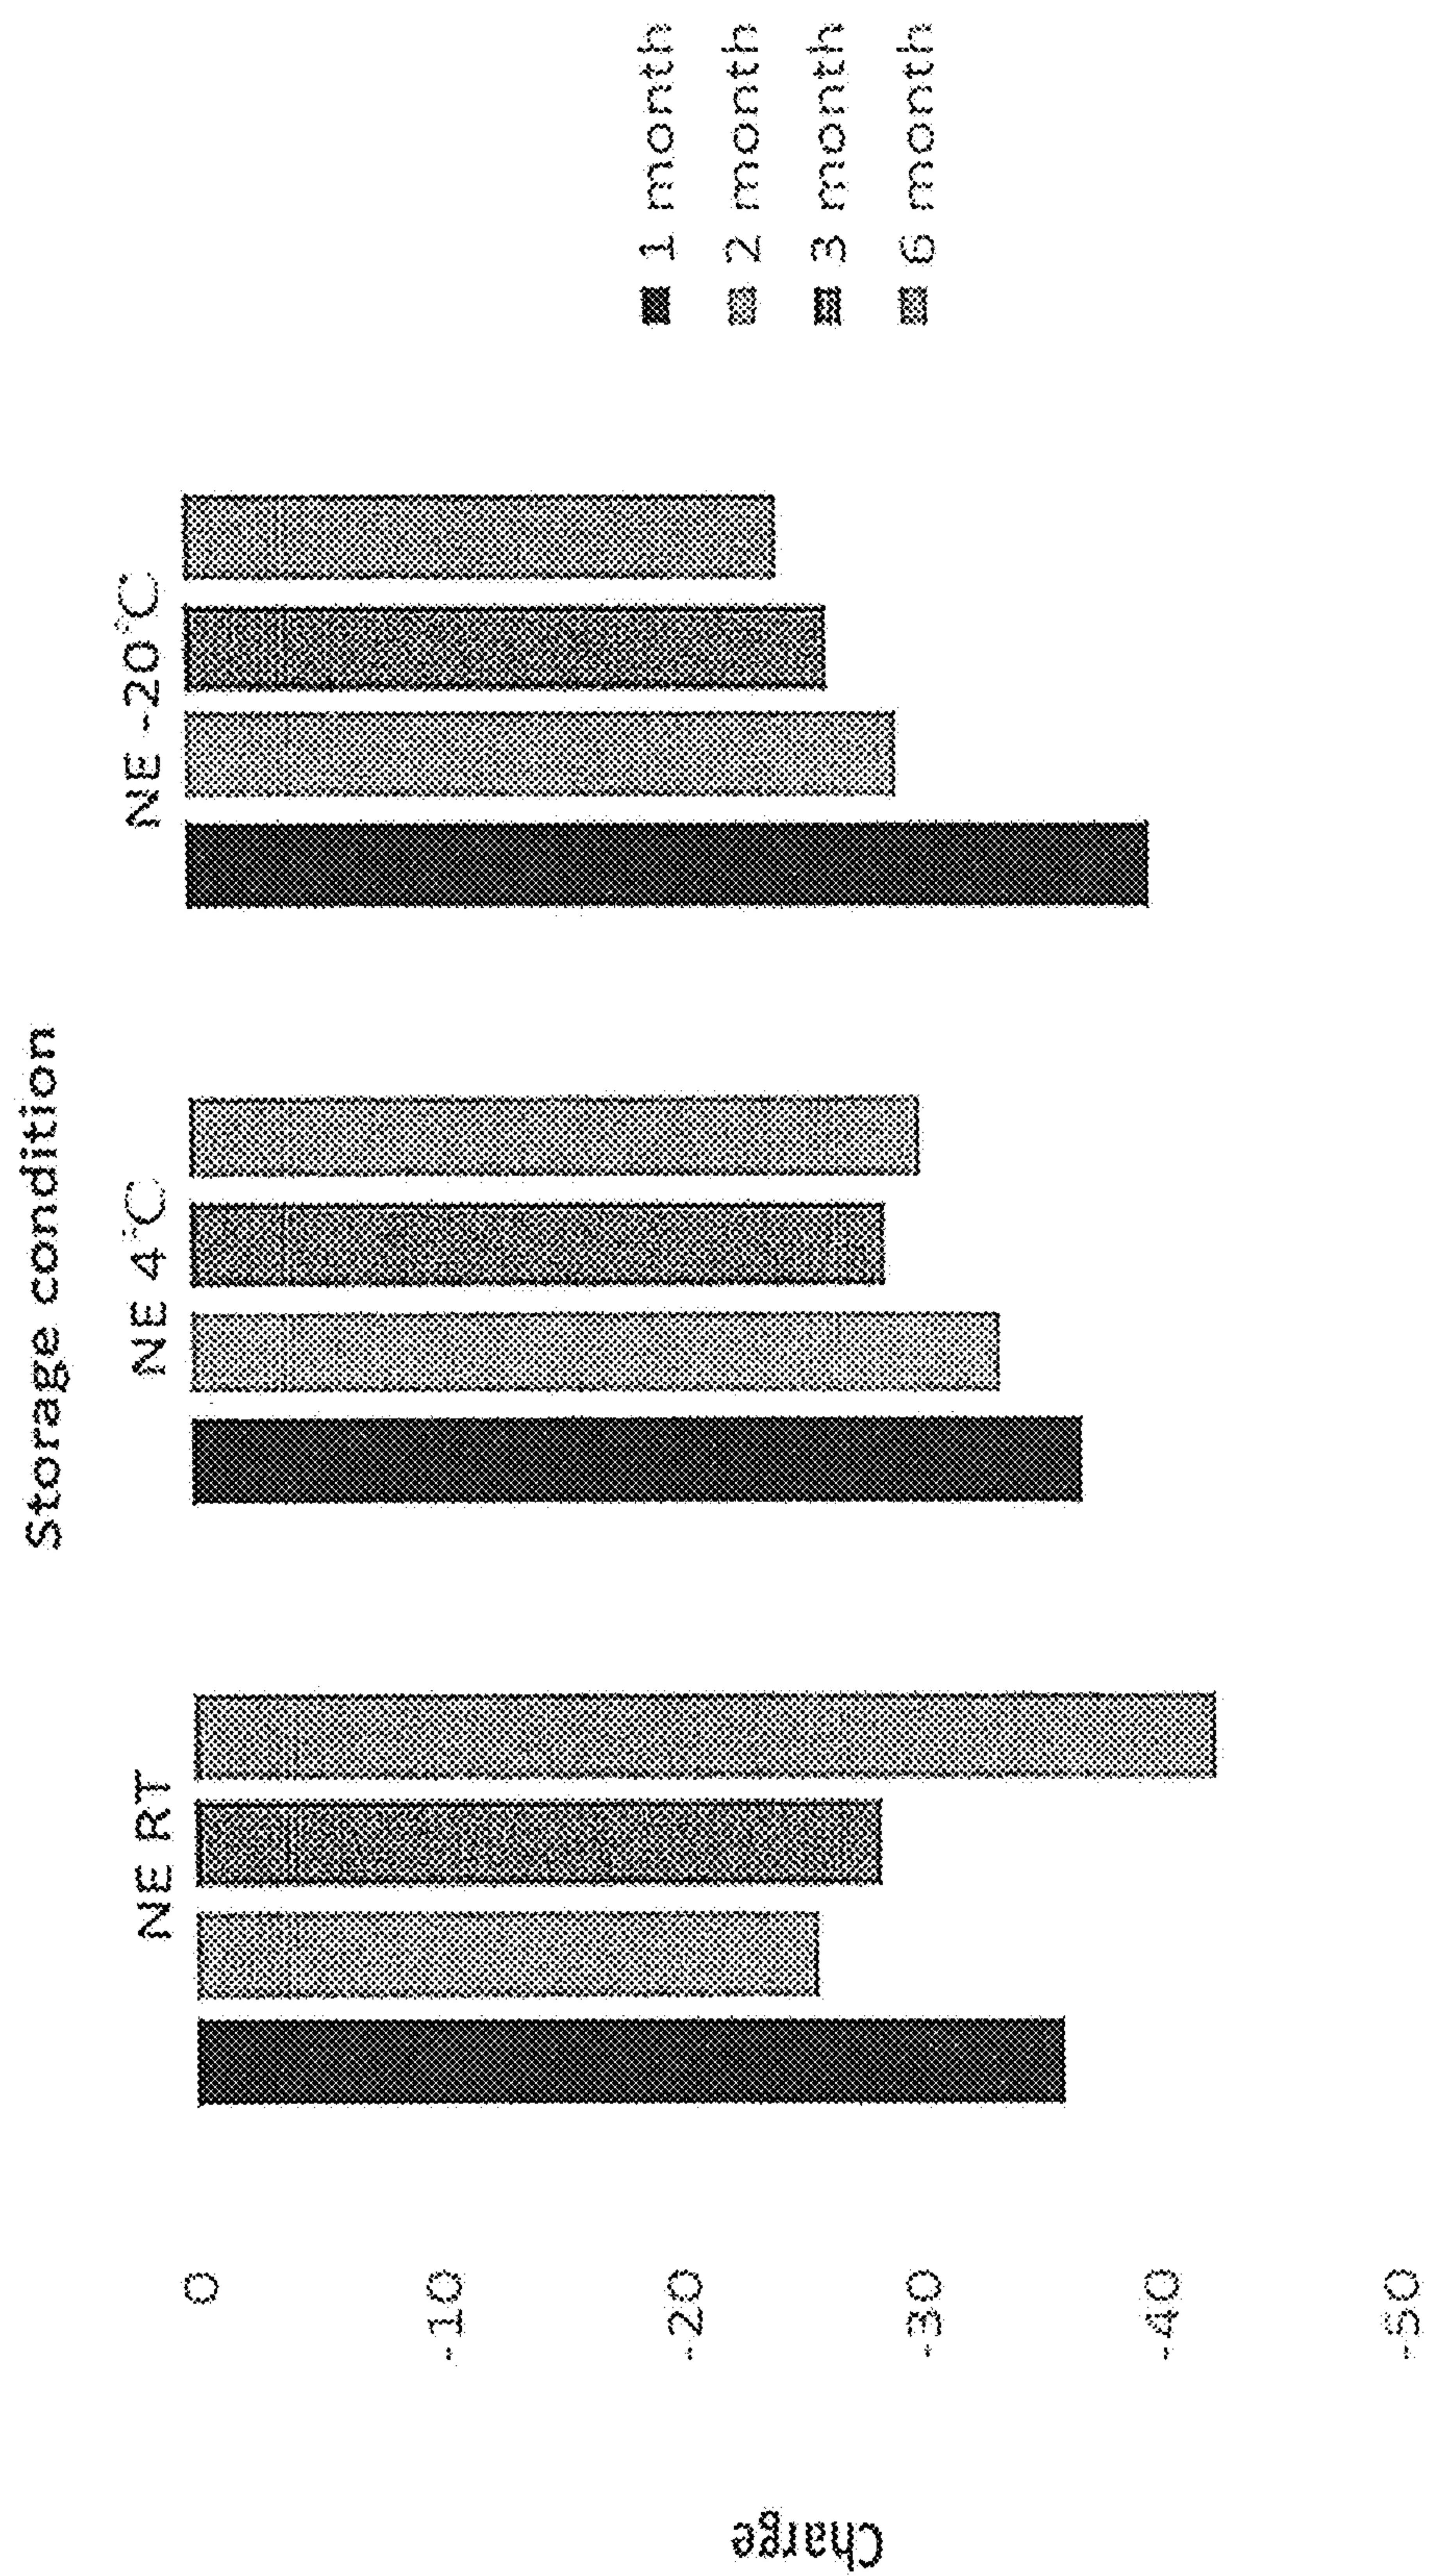 Storage condition
NE RT
NE 4°C
NE -20°C
0
-10
-20
-30
-40
-50
Charge
1 month
2 month
3 month
6 month